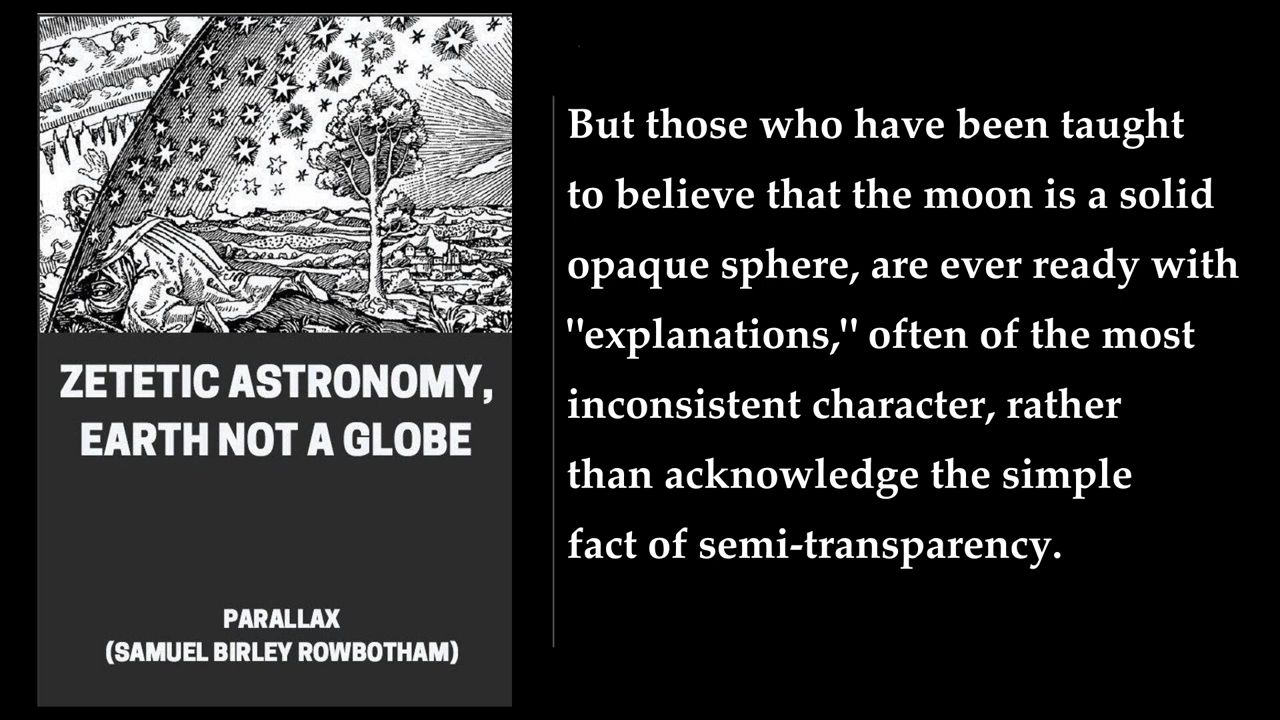 ZETETIC ASTRONOMY,
EARTH NOT A GLOBE
PARALLAX
(SAMUEL BIRLEY ROWBOTHAM)
But those who have been taught
to believe that the moon is a solid
opaque sphere, are ever ready with
"explanations," often of the most
inconsistent character, rather
than acknowledge the simple
fact of semi-transparency.